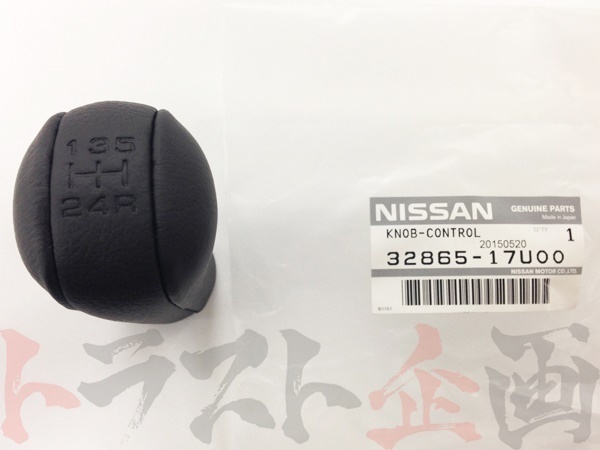 135
24R
NISSAN GENUINE PARTS
Made in Japan
KNOB-CONTROL Q'TY 1
20150520
32865-17U00
NISSAN MOTOR CO.,LTD.
トラスト企画